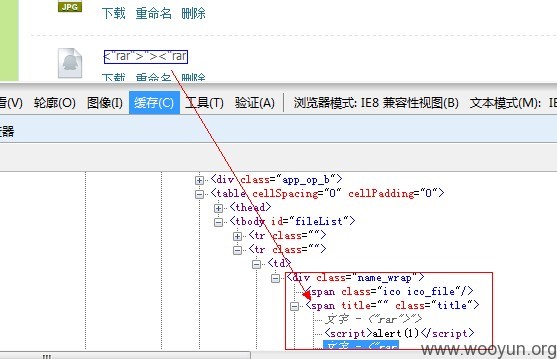 JPG
下载 重命名 删除
<"rar">"><"rar
下载 重命名 删除
(V) 轮廓(O) 图像(I) 缓存(C) 工具(T) 验证(A) 浏览器模式: IE8 兼容性视图(B) 文本模式(M): IE
<div class="app_op_b">
<table cellSpacing="0" cellPadding="0">
<thead>
<tbody id="fileList">
<tr class="">
<tr class="">
<td>
<div class="name_wrap">
<span class="ico ico_file"/>
<span title="" class="title">
文字 - <"rar">">
<script>alert(1)</script>
文字 - <"rar
www.wooyun.org